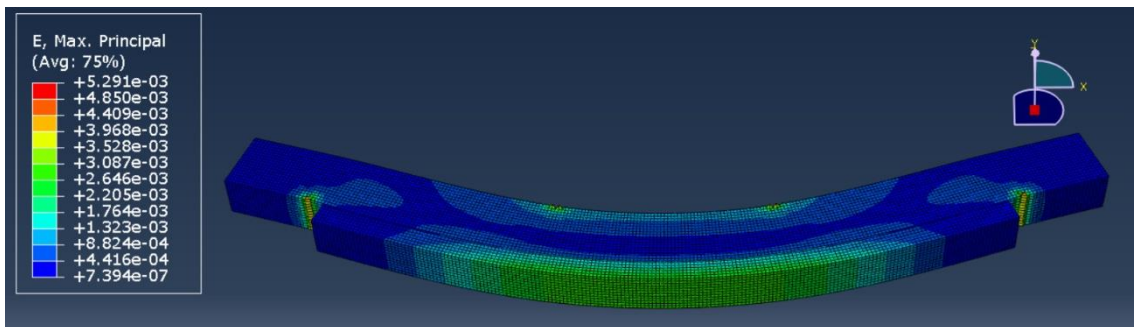 E, Max. Principal
(Avg: 75%)
+5.291e-03
+4.850e-03
+4.409e-03
+3.968e-03
+3.528e-03
+3.087e-03
+2.646e-03
+2.205e-03
+1.764e-03
+1.323e-03
+8.824e-04
+4.416e-04
+7.394e-07
Y
X